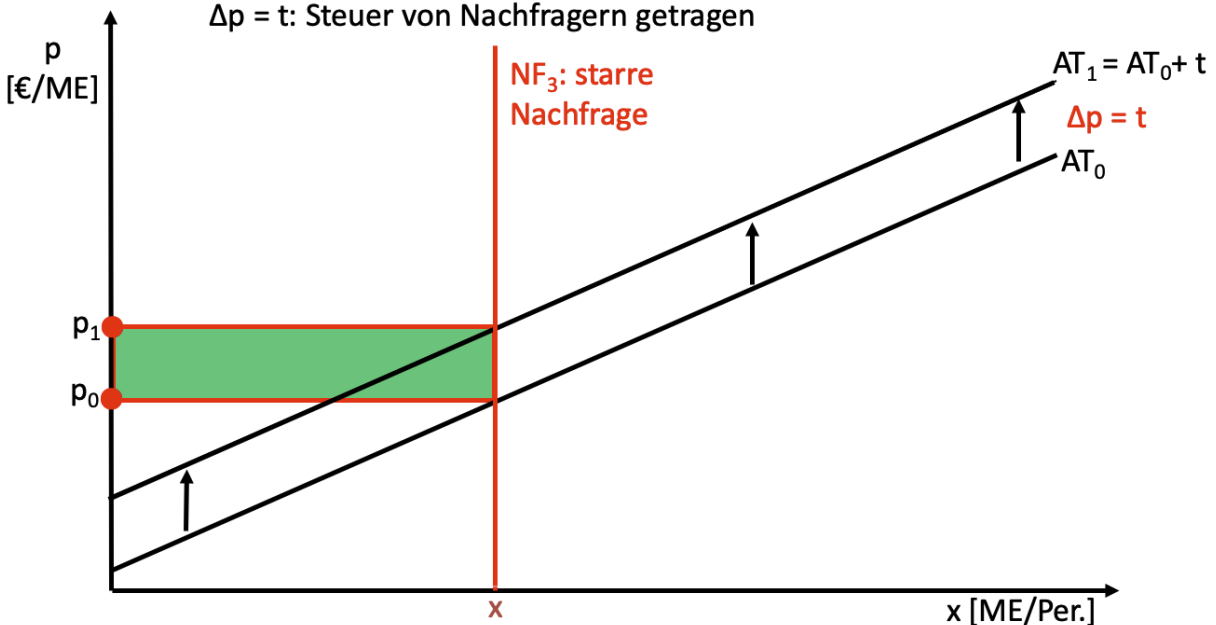 Δp = t: Steuer von Nachfragern getragen
p
[€/ME]
NF₃: starre
Nachfrage
AT₁ = AT₀+ t
Δp = t
AT₀
p₁
p₀
x
x [ME/Per.]